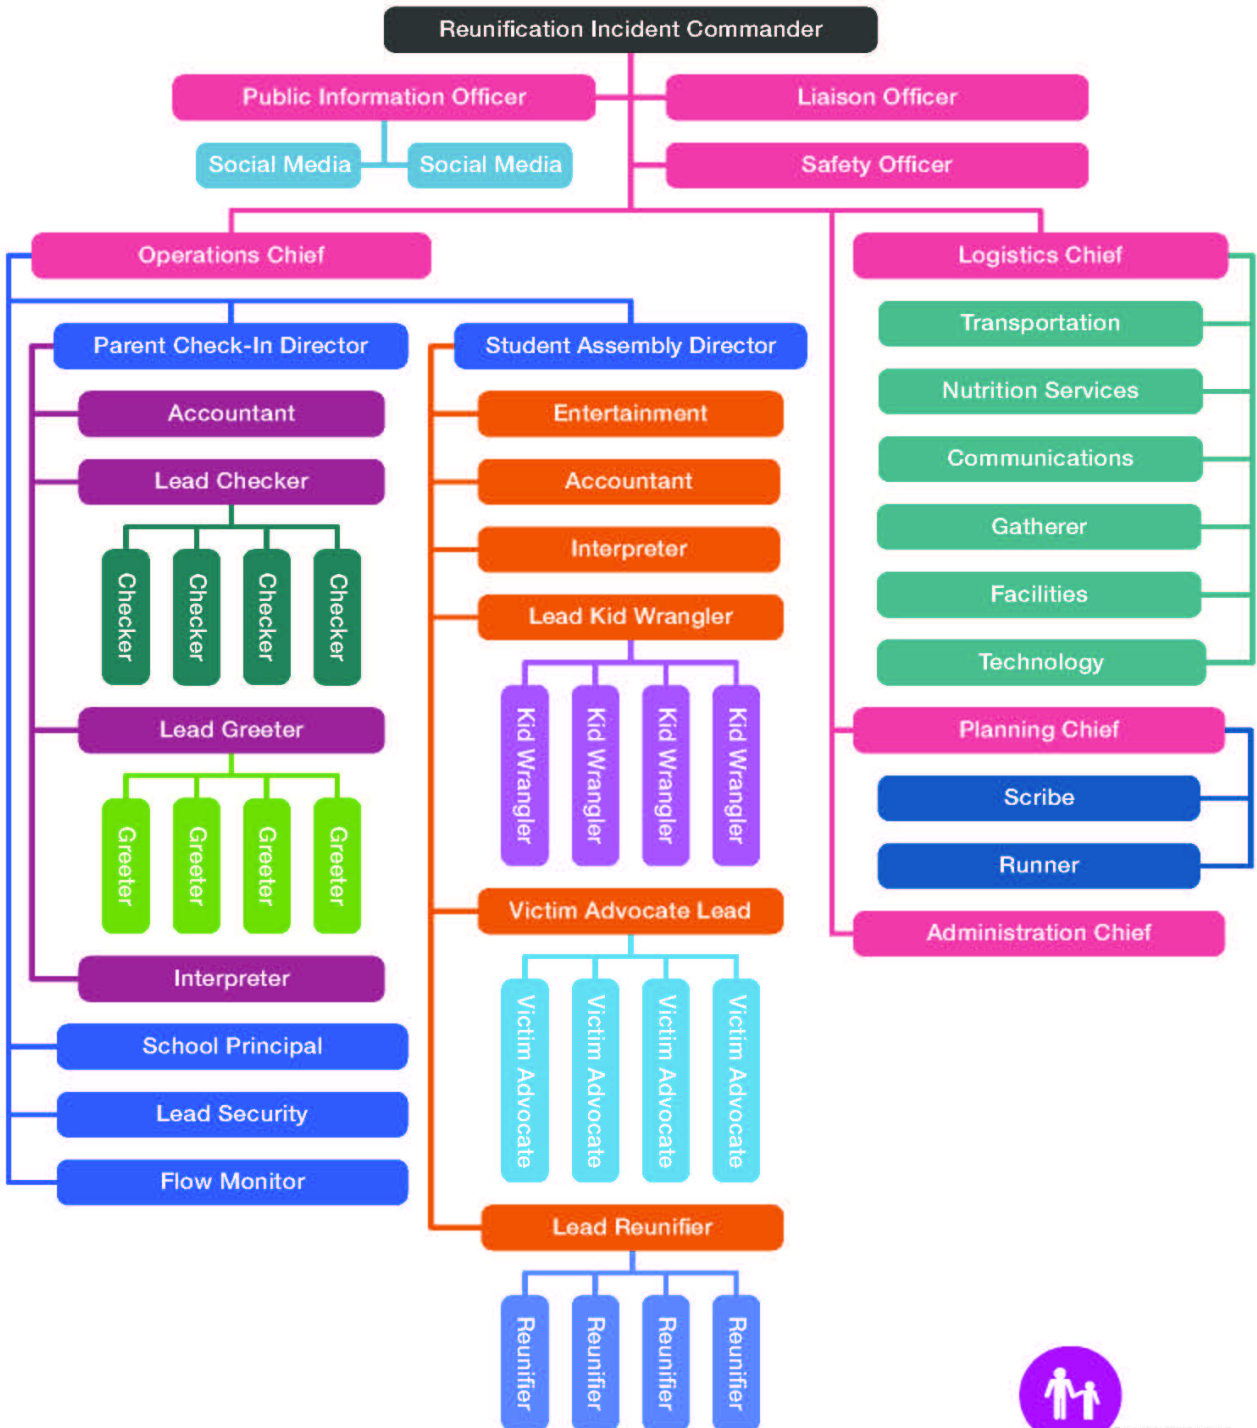 Reunification Incident Commander
Public Information Officer
Liaison Officer
Social Media
Social Media
Safety Officer
Operations Chief
Logistics Chief
Parent Check-In Director
Accountant
Lead Checker
Checker
Checker
Checker
Checker
Lead Greeter
Greeter
Greeter
Greeter
Greeter
Interpreter
School Principal
Lead Security
Flow Monitor
Student Assembly Director
Entertainment
Accountant
Interpreter
Lead Kid Wrangler
Kid Wrangler
Kid Wrangler
Kid Wrangler
Kid Wrangler
Victim Advocate Lead
Victim Advocate
Victim Advocate
Victim Advocate
Victim Advocate
Lead Reunifier
Reunifier
Reunifier
Reunifier
Reunifier
Transportation
Nutrition Services
Communications
Gatherer
Facilities
Technology
Planning Chief
Scribe
Runner
Administration Chief